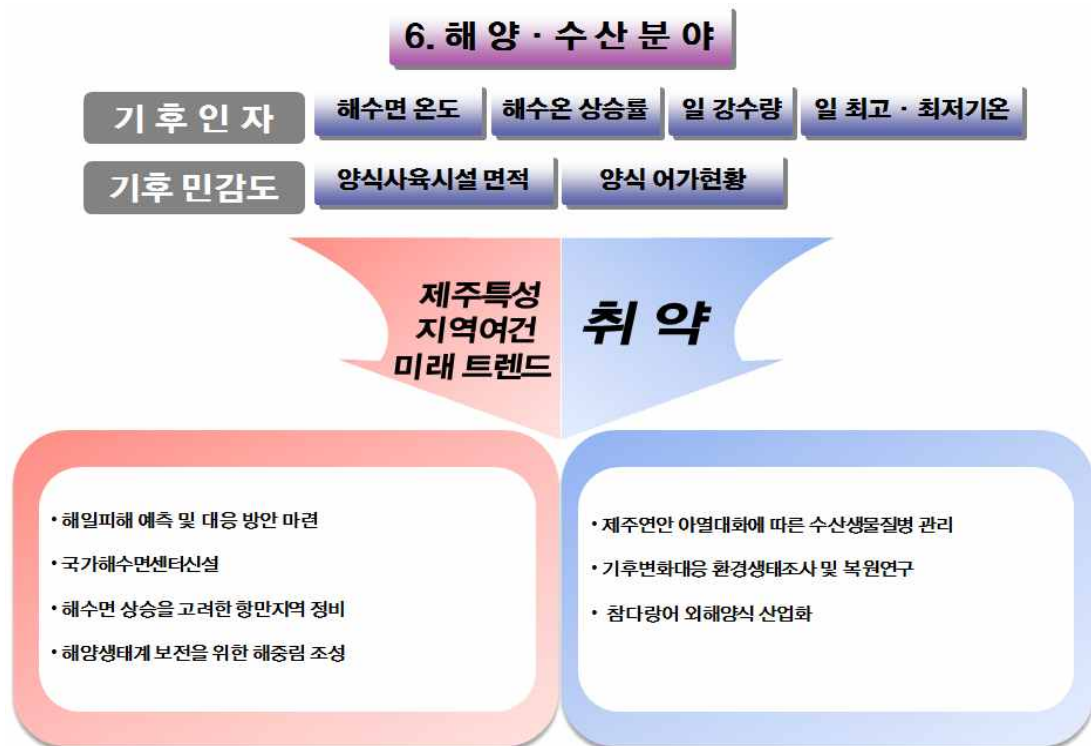 6. 해 양 · 수 산 분 야
기 후 인 자
해수면 온도
해수온 상승률
일 강수량
일 최고 · 최저기온
기후 민감도
양식사육시설 면적
양식 어가현황
제주특성
지역여건
미래 트렌드
취 약
• 해일피해 예측 및 대응 방안 마련
• 국가해수면센터신설
• 해수면 상승을 고려한 항만지역 정비
• 해양생태계 보전을 위한 해중림 조성
• 제주연안 아열대화에 따른 수산생물질병 관리
• 기후변화대응 환경생태조사 및 복원연구
• 참다랑어 외해양식 산업화